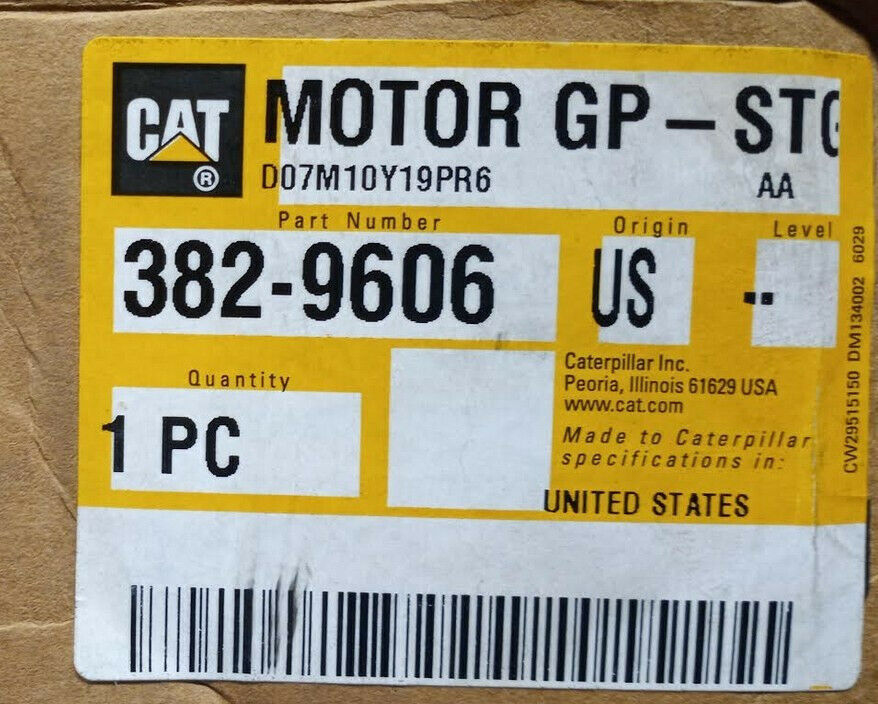 CAT®
MOTOR GP-STG
D07M10Y19PR6 AA
Part Number Origin Level
382-9606 US --
Quantity
1 PC
Caterpillar Inc.
Peoria, Illinois 61629 USA
www.cat.com
Made to Caterpillar
specifications in:
UNITED STATES
CW29515150 DM134002 6029